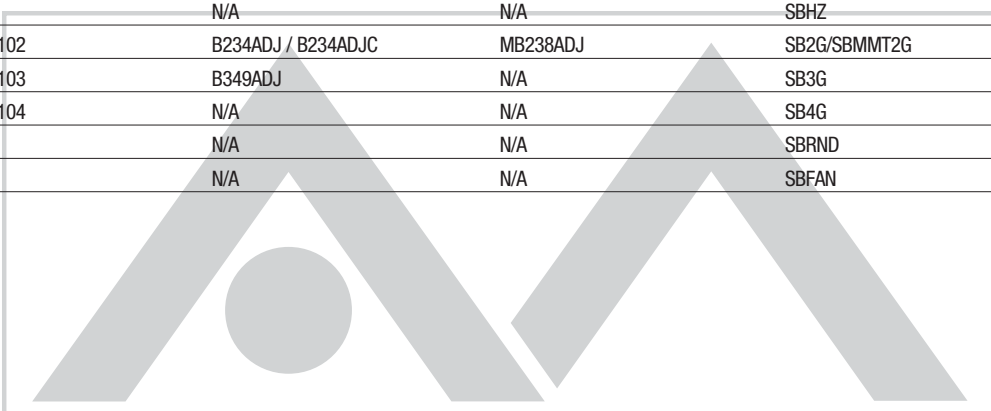 N/A N/A SBHZ
102 B234ADJ / B234ADJC MB238ADJ SB2G/SBMMT2G
103 B349ADJ N/A SB3G
104 N/A N/A SB4G
N/A N/A SBRND
N/A N/A SBFAN